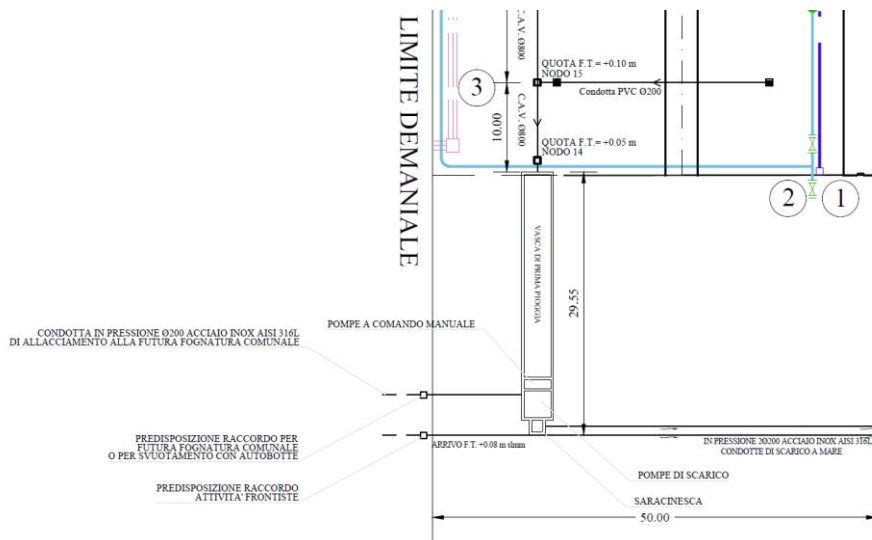 LIMITE DEMANIALE
C.A.V. Ø800
QUOTA F.T.= +0.10 m
NODO 15
3
Condotta PVC Ø200
10.00
C.A.V. Ø800
QUOTA F.T.= +0.05 m
NODO 14
2
1
VASCA DI PRIMA PIOGGIA
29.55
POMPE A COMANDO MANUALE
CONDOTTA IN PRESSIONE Ø200 ACCIAIO INOX AISI 316L
DI ALLACCIAMENTO ALLA FUTURA FOGNATURA COMUNALE
PREDISPOSIZIONE RACCORDO PER
FUTURA FOGNATURA COMUNALE
O PER SVUOTAMENTO CON AUTOBOTTE
ARRIVO F.T. +0.08 m slmm
IN PRESSIONE 2Ø200 ACCIAIO INOX AISI 316L
CONDOTTE DI SCARICO A MARE
POMPE DI SCARICO
PREDISPOSIZIONE RACCORDO
ATTIVITA' FRONTISTE
SARACINESCA
50.00